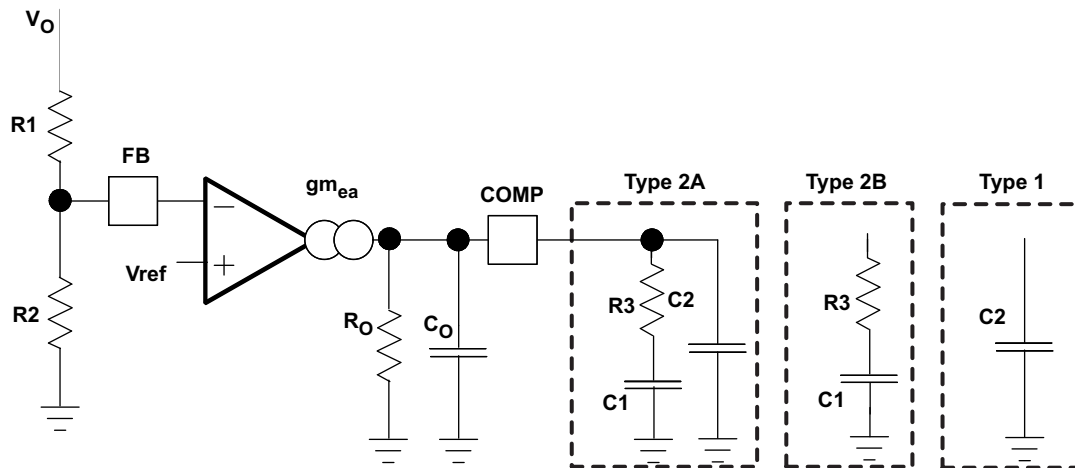 VO
R1
FB
gmea
COMP
Type 2A
Type 2B
Type 1
Vref
R2
RO
CO
R3
C2
C1
R3
C1
C2
−
+